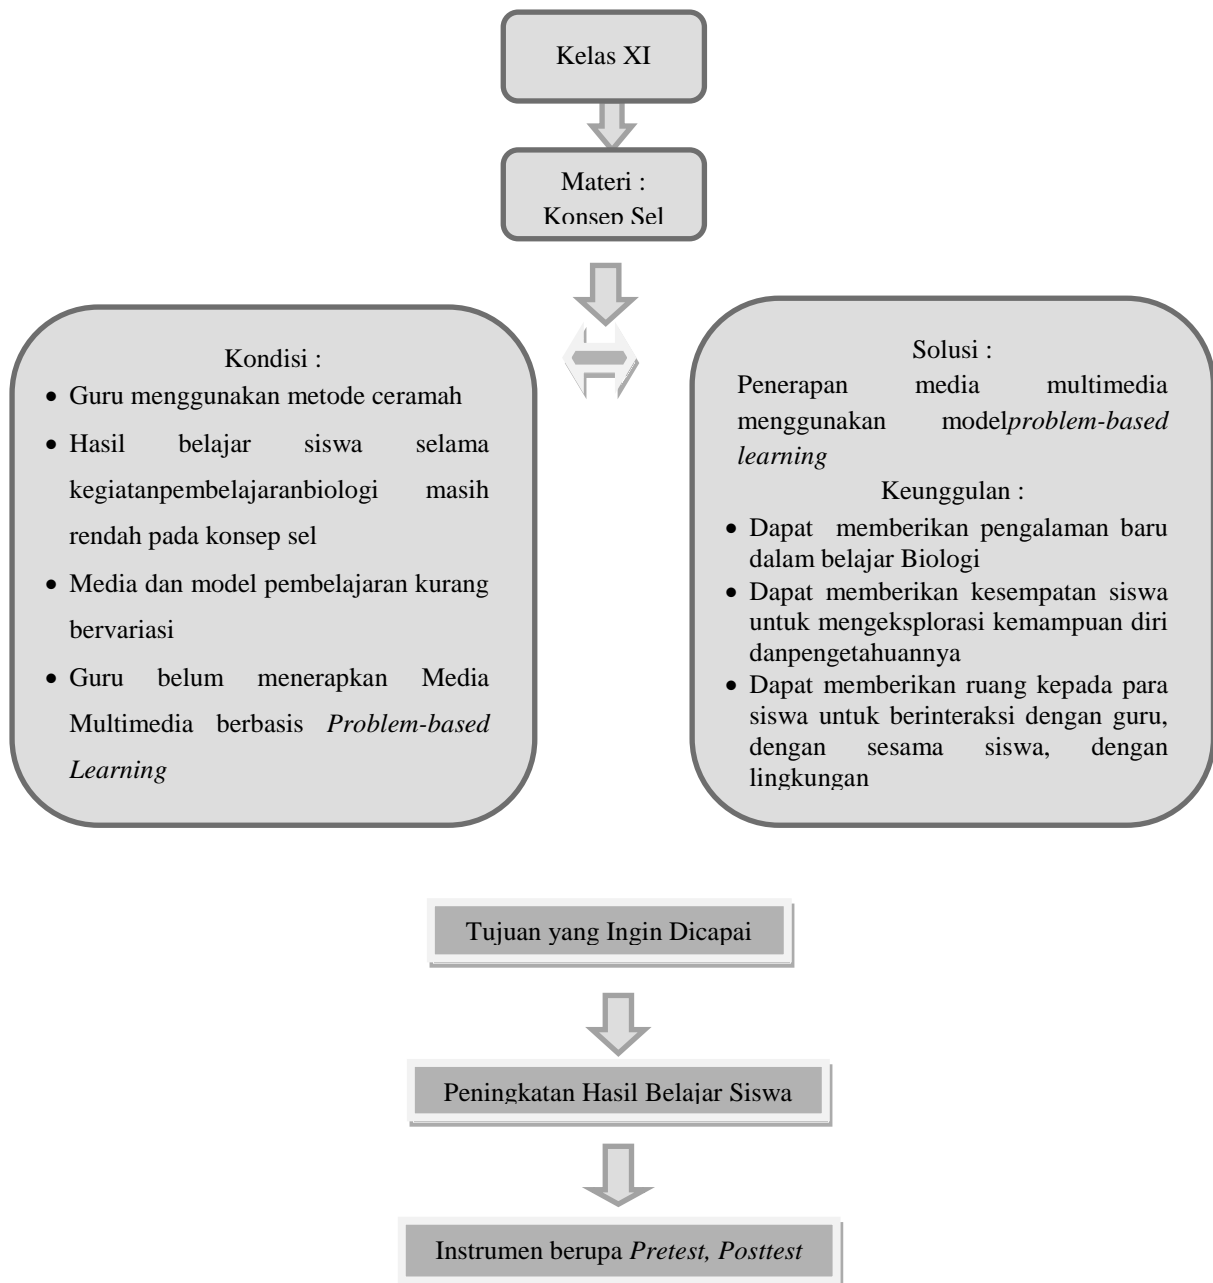 Kelas XI
Materi :
Konsep Sel
Kondisi :
• Guru menggunakan metode ceramah
• Hasil belajar siswa selama
kegiatanpembelajaranbiologi masih
rendah pada konsep sel
• Media dan model pembelajaran kurang
bervariasi
• Guru belum menerapkan Media
Multimedia berbasis Problem-based
Learning
Solusi :
Penerapan media multimedia
menggunakan modelproblem-based
learning
Keunggulan :
• Dapat memberikan pengalaman baru
dalam belajar Biologi
• Dapat memberikan kesempatan siswa
untuk mengeksplorasi kemampuan diri
danpengetahuannya
• Dapat memberikan ruang kepada para
siswa untuk berinteraksi dengan guru,
dengan sesama siswa, dengan
lingkungan
Tujuan yang Ingin Dicapai
Peningkatan Hasil Belajar Siswa
Instrumen berupa Pretest, Posttest